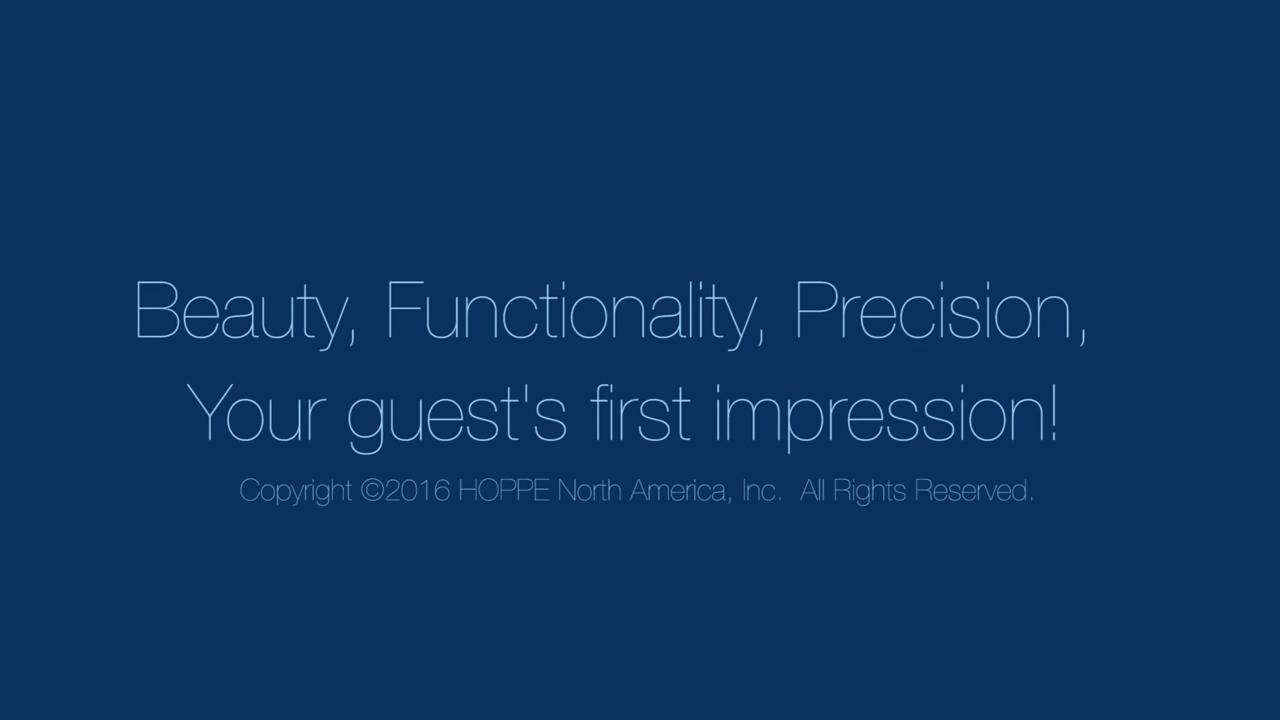 Beauty, Functionality, Precision,
Your guest's first impression!
Copyright ©2016 HOPPE North America, Inc.  All Rights Reserved.